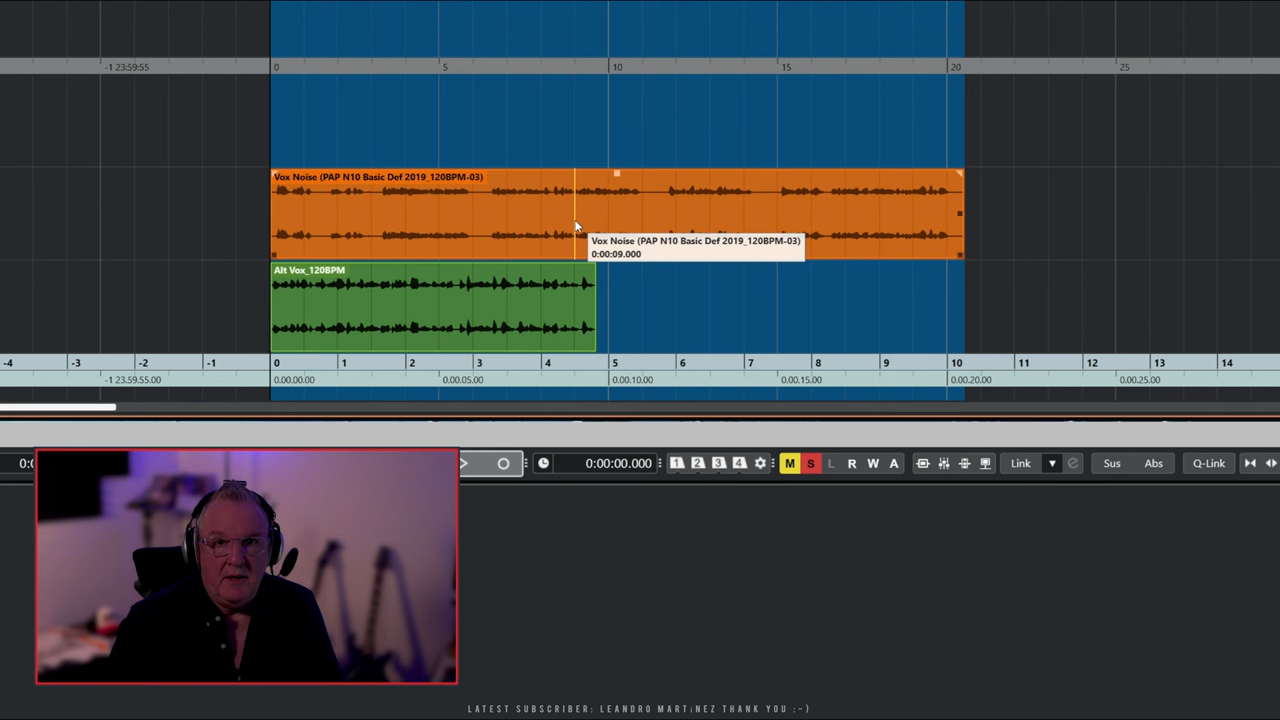 -1 23:59:55 0 5 10 15 20 25
Vox Noise (PAP N10 Basic Def 2019_120BPM-03)
Vox Noise (PAP N10 Basic Def 2019_120BPM-03)
0:00:09.000
Alt Vox_120BPM
-4 -3 -2 -1 0 1 2 3 4 5 6 7 8 9 10 11 12 13 14
-1 23:59:55.00 0:00:00.00 0:00:05.00 0:00:10.00 0:00:15.00 0:00:20.00 0:00:25.00
0:00:00.000 1 2 3 4 M S L R W A Link Sus Abs Q-Link
LATEST SUBSCRIBER: LEANDRO MARTíNEZ THANK YOU :-)